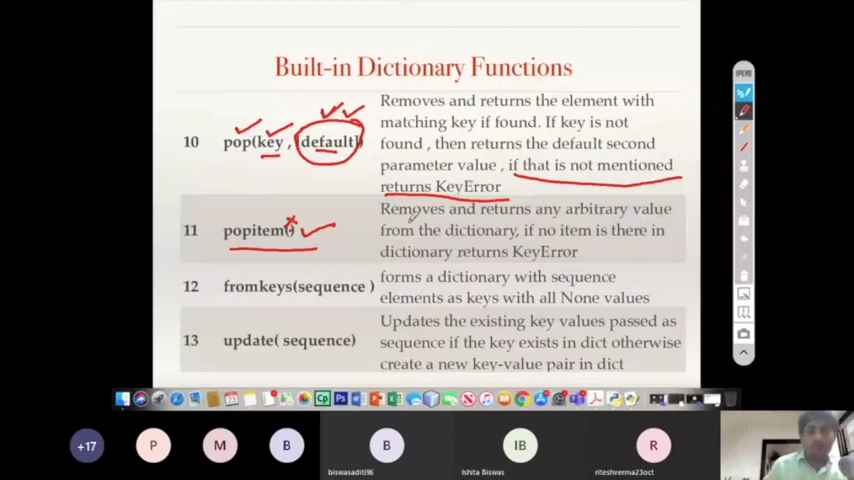 Built-in Dictionary Functions
10 pop(key , [default]) Removes and returns the element with
matching key if found. If key is not
found , then returns the default second
parameter value , if that is not mentioned
returns KeyError
11 popitem() Removes and returns any arbitrary value
from the dictionary, if no item is there in
dictionary returns KeyError
12 fromkeys(sequence ) forms a dictionary with sequence
elements as keys with all None values
13 update( sequence) Updates the existing key values passed as
sequence if the key exists in dict otherwise
create a new key-value pair in dict
Cp Ps
+17 P M B B IB R
biswasadit96 Ishita Biswas riteshverma23oct